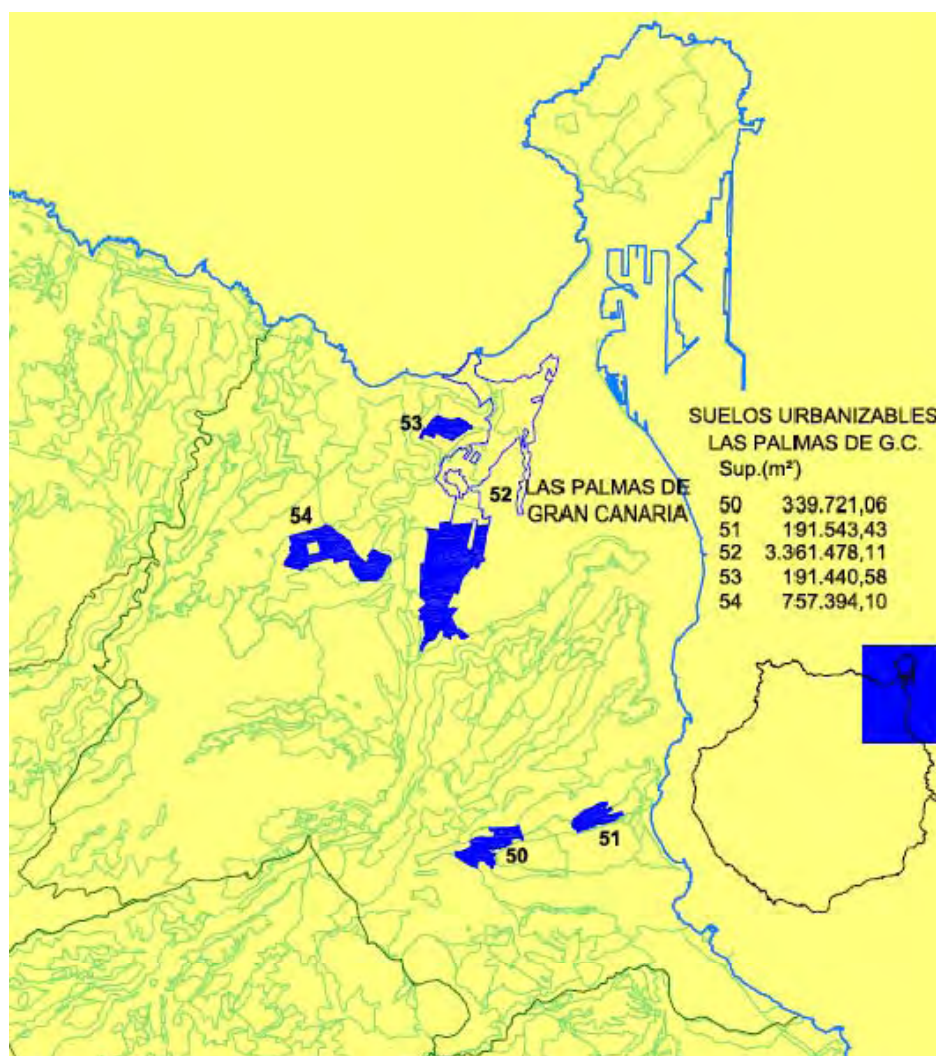 53
52
LAS PALMAS DE
GRAN CANARIA
54
SUELOS URBANIZABLES
LAS PALMAS DE G.C.
Sup.(m²)
50 339.721,06
51 191.543,43
52 3.361.478,11
53 191.440,58
54 757.394,10
50
51